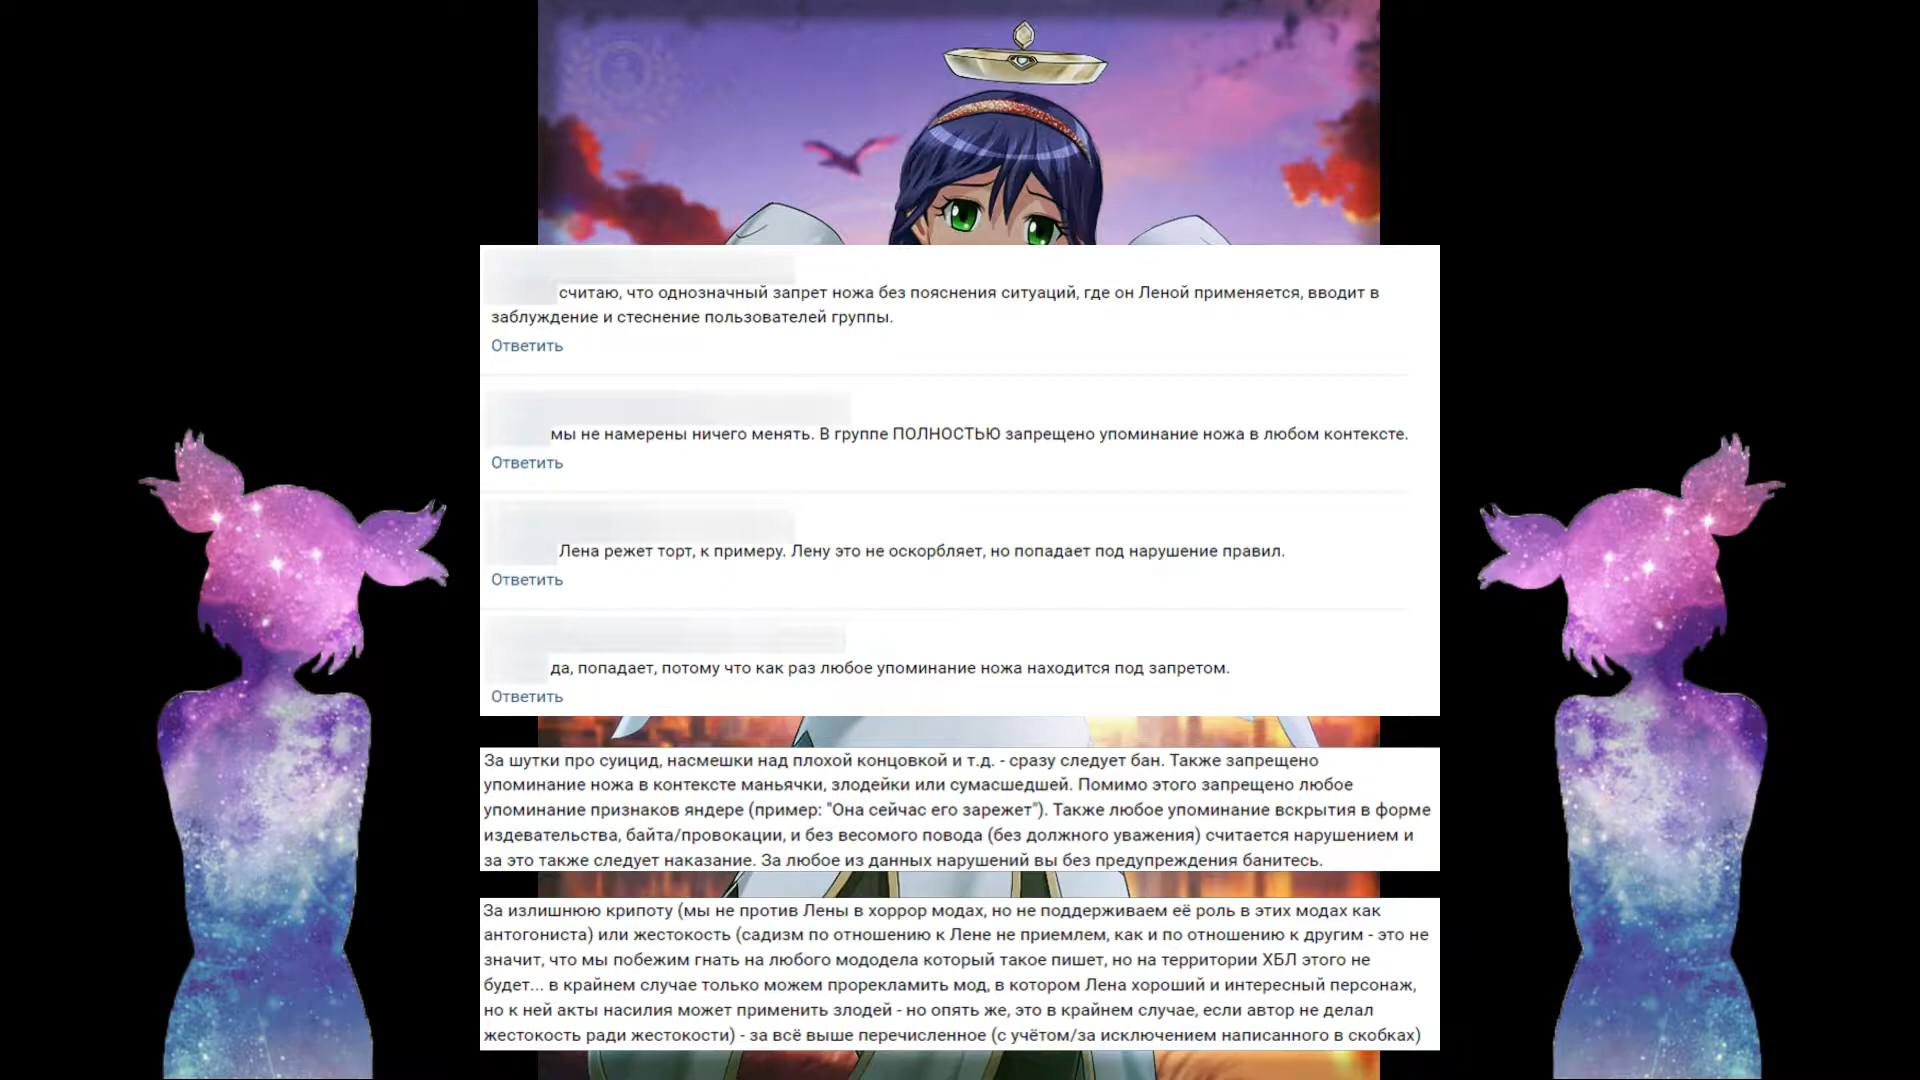 считаю, что однозначный запрет ножа без пояснения ситуаций, где он Леной применяется, вводит в
заблуждение и стеснение пользователей группы.
Ответить
мы не намерены ничего менять. В группе ПОЛНОСТЬЮ запрещено упоминание ножа в любом контексте.
Ответить
Лена режет торт, к примеру. Лену это не оскорбляет, но попадает под нарушение правил.
Ответить
да, попадает, потому что как раз любое упоминание ножа находится под запретом.
Ответить
За шутки про суицид, насмешки над плохой концовкой и т.д. - сразу следует бан. Также запрещено
упоминание ножа в контексте маньячки, злодейки или сумасшедшей. Помимо этого запрещено любое
упоминание признаков яндере (пример: "Она сейчас его зарежет"). Также любое упоминание вскрытия в форме
издевательства, байта/провокации, и без весомого повода (без должного уважения) считается нарушением и
за это также следует наказание. За любое из данных нарушений вы без предупреждения банитесь.
За излишнюю крипоту (мы не против Лены в хоррор модах, но не поддерживаем её роль в этих модах как
антогониста) или жестокость (садизм по отношению к Лене не приемлем, как и по отношению к другим - это не
значит, что мы побежим гнать на любого мододела который такое пишет, но на территории ХБЛ этого не
будет... в крайнем случае только можем прорекламить мод, в котором Лена хороший и интересный персонаж,
но к ней акты насилия может применить злодей - но опять же, это в крайнем случае, если автор не делал
жестокость ради жестокости) - за всё выше перечисленное (с учётом/за исключением написанного в скобках)